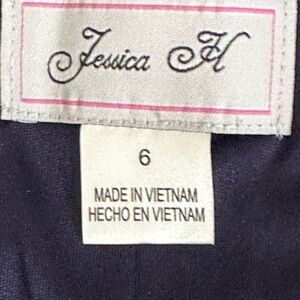 Jessica H
6
MADE IN VIETNAM
HECHO EN VIETNAM